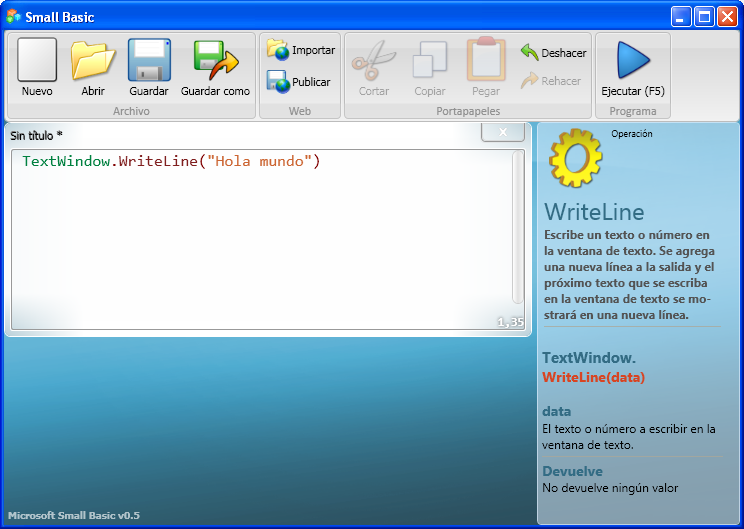 Small Basic
Nuevo
Abrir
Guardar
Guardar como
Archivo
Importar
Publicar
Web
Cortar
Copiar
Pegar
Deshacer
Rehacer
Portapapeles
Ejecutar (F5)
Programa
Sin título *
x
TextWindow.WriteLine("Hola mundo")
1,35
Operación
WriteLine
Escribe un texto o número en
la ventana de texto. Se agrega
una nueva línea a la salida y el
próximo texto que se escriba
en la ventana de texto se mo-
strará en una nueva línea.
TextWindow.
WriteLine(data)
data
El texto o número a escribir en la
ventana de texto.
Devuelve
No devuelve ningún valor
Microsoft Small Basic v0.5